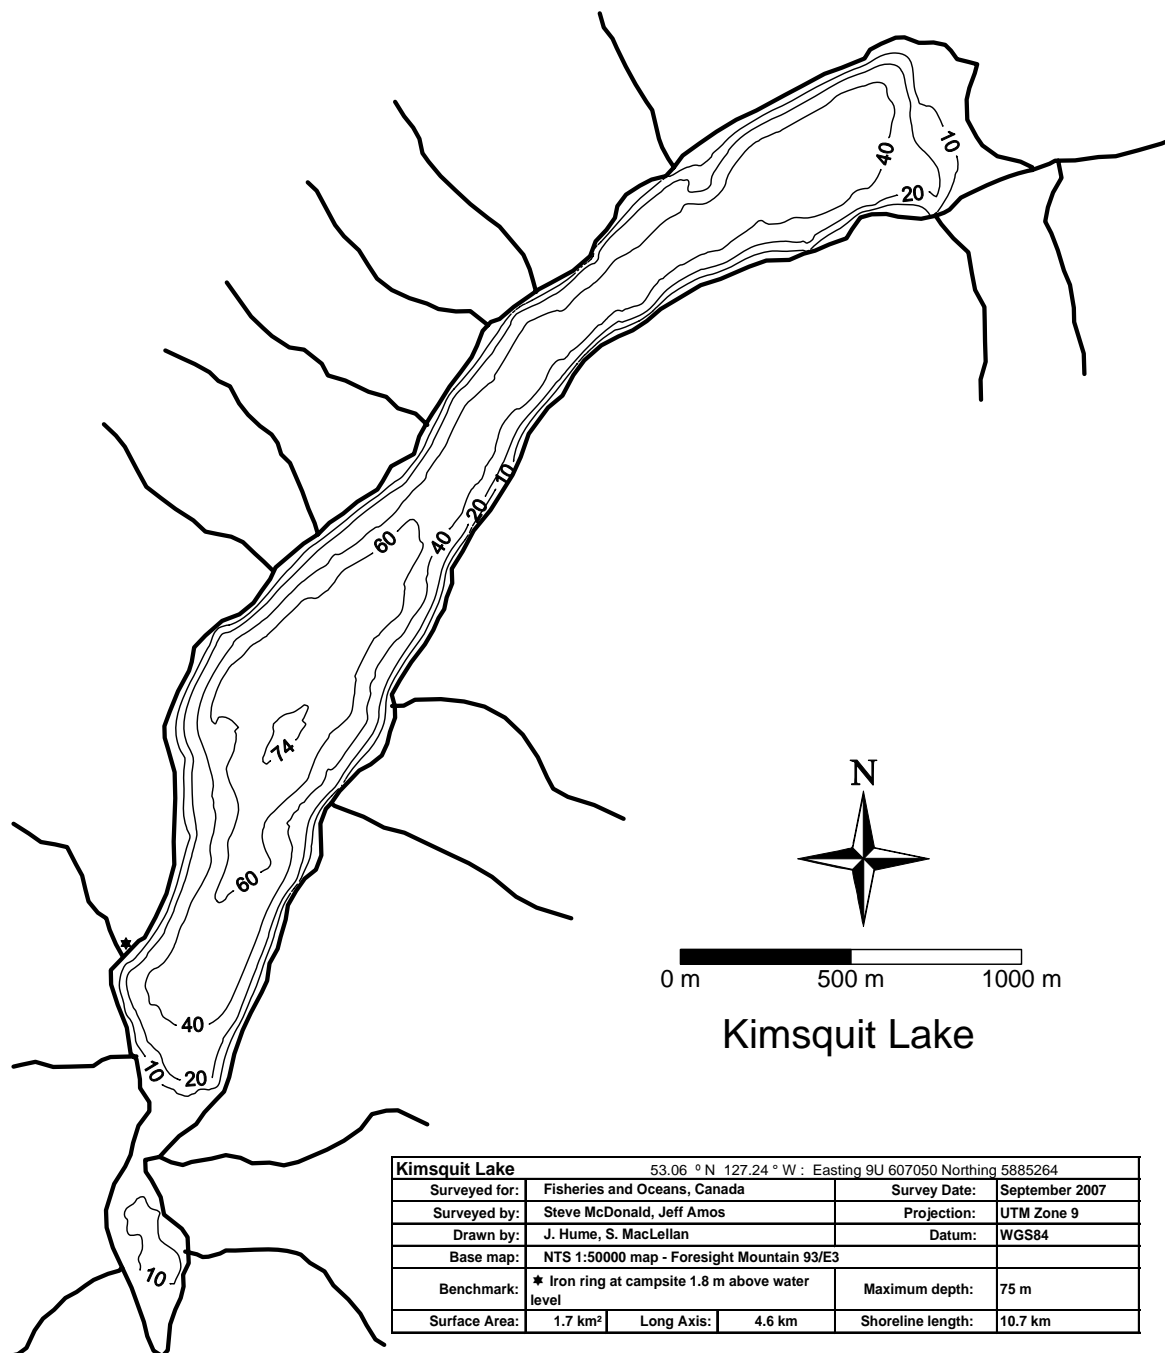 10
40
20
10
20
60
40
74
N
60
0 m 500 m 1000 m
40
Kimsquit Lake
10
20
Kimsquit Lake 53.06 º N 127.24 ° W : Easting 9U 607050 Northing 5885264
Surveyed for: Fisheries and Oceans, Canada Survey Date: September 2007
Surveyed by: Steve McDonald, Jeff Amos Projection: UTM Zone 9
Drawn by: J. Hume, S. MacLellan Datum: WGS84
Base map: NTS 1:50000 map - Foresight Mountain 93/E3
Benchmark: Iron ring at campsite 1.8 m above water
level Maximum depth: 75 m
Surface Area: 1.7 km² Long Axis: 4.6 km Shoreline length: 10.7 km
10